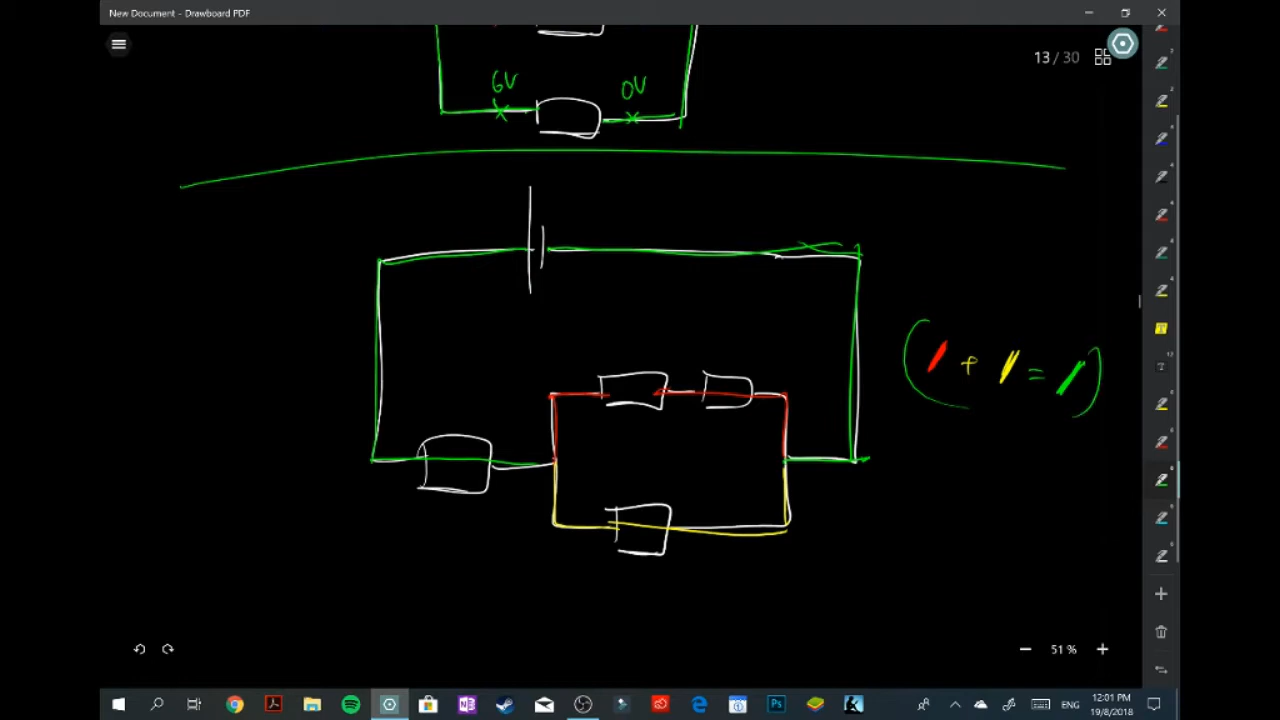 New Document - Drawboard PDF
13 / 30
6V
0V
( + = )
51 %
ENG
12:01 PM
19/8/2018